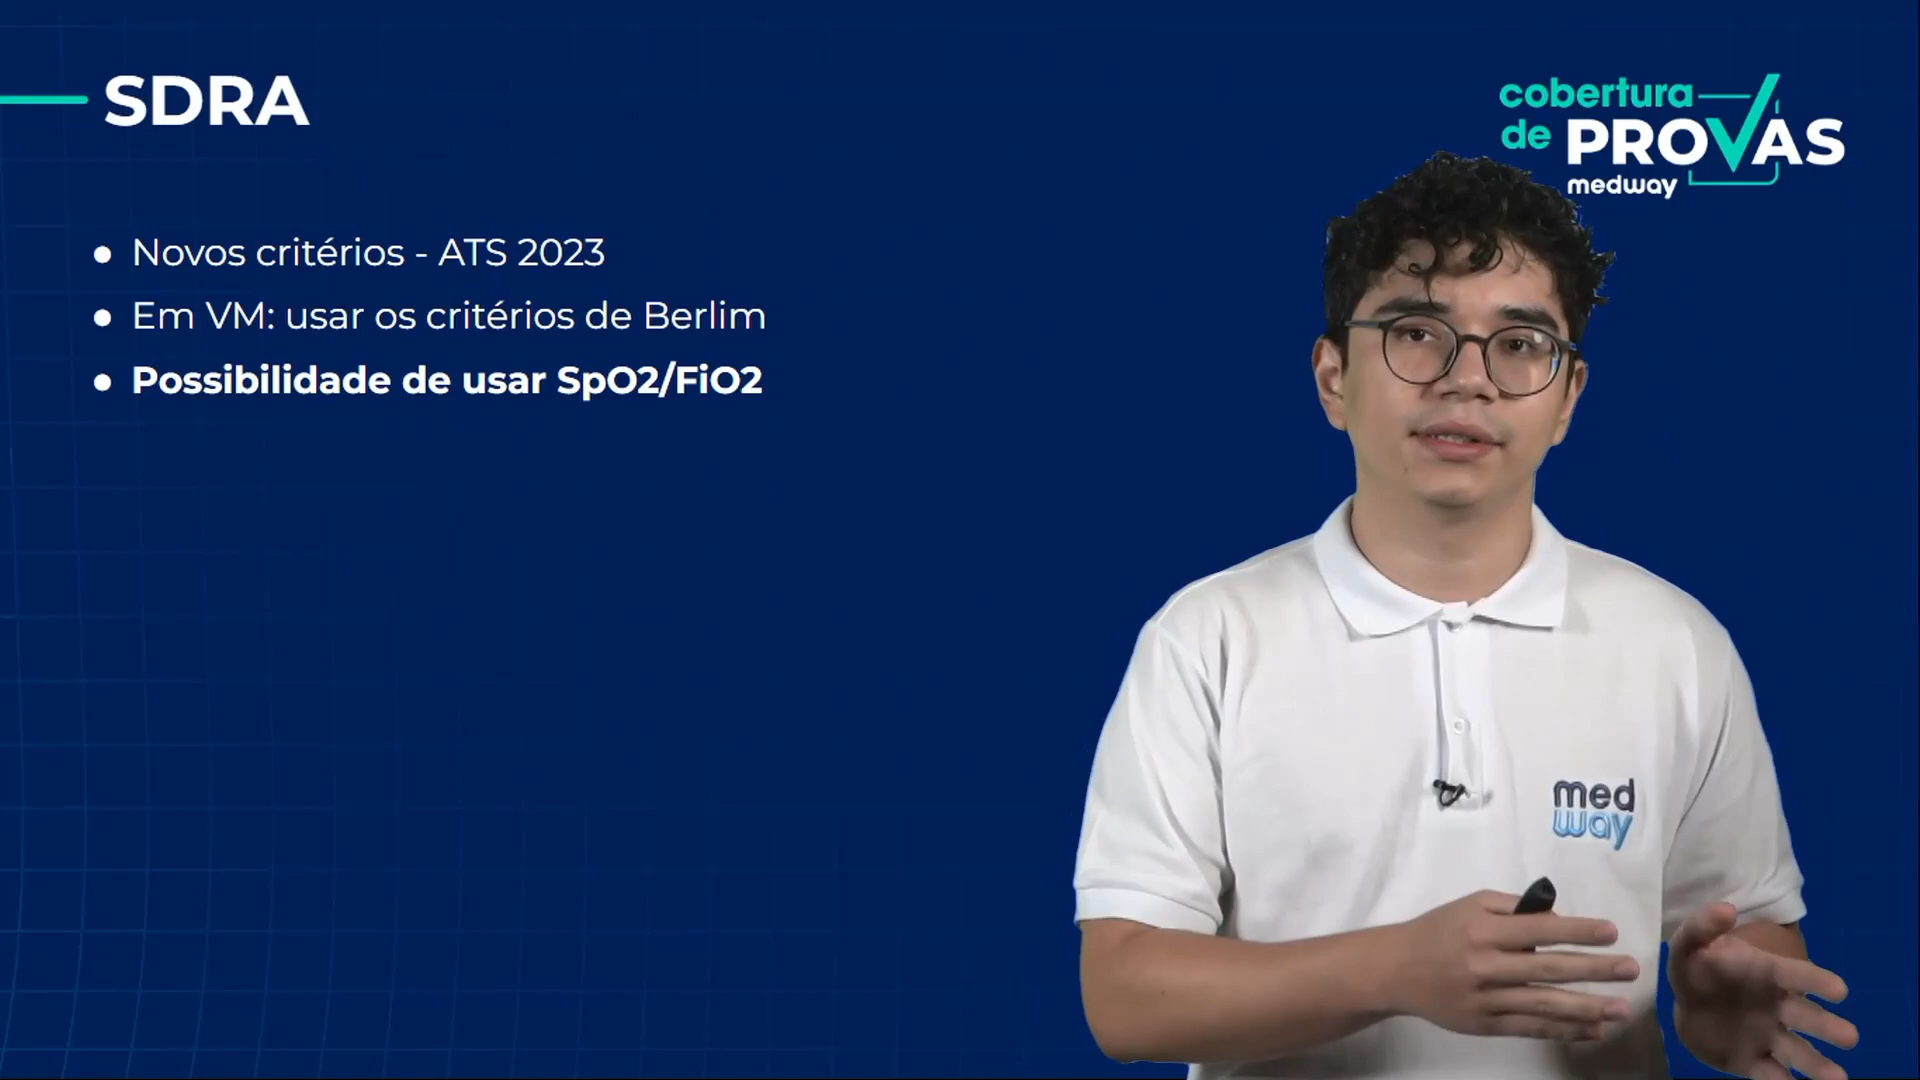 SDRA
cobertura
de PROVAS
medway
● Novos critérios - ATS 2023
● Em VM: usar os critérios de Berlim
● Possibilidade de usar SpO2/FiO2
med
way